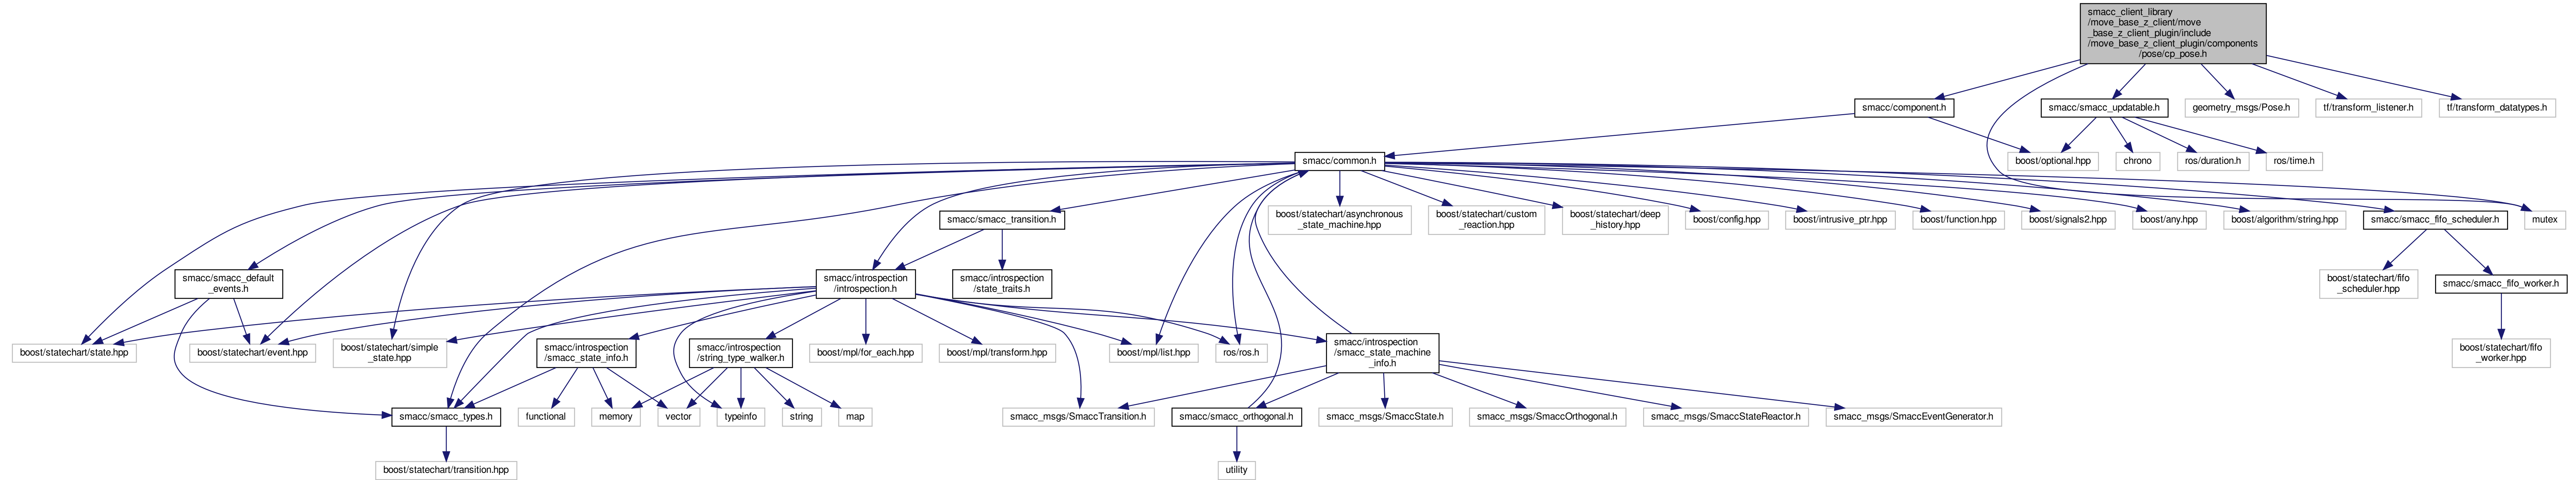 smacc_client_library
/move_base_z_client/move
_base_z_client_plugin/include
/move_base_z_client_plugin/components
/pose/cp_pose.h
smacc/component.h
smacc/smacc_updatable.h
geometry_msgs/Pose.h
tf/transform_listener.h
tf/transform_datatypes.h
smacc/common.h
boost/optional.hpp
chrono
ros/duration.h
ros/time.h
smacc/smacc_transition.h
boost/statechart/asynchronous
_state_machine.hpp
boost/statechart/custom
_reaction.hpp
boost/statechart/deep
_history.hpp
boost/config.hpp
boost/intrusive_ptr.hpp
boost/function.hpp
boost/signals2.hpp
boost/any.hpp
boost/algorithm/string.hpp
smacc/smacc_fifo_scheduler.h
mutex
smacc/smacc_default
_events.h
smacc/introspection
/introspection.h
smacc/introspection
/state_traits.h
boost/statechart/fifo
_scheduler.hpp
smacc/smacc_fifo_worker.h
boost/statechart/state.hpp
boost/statechart/event.hpp
boost/statechart/simple
_state.hpp
smacc/introspection
/smacc_state_info.h
smacc/introspection
/string_type_walker.h
boost/mpl/for_each.hpp
boost/mpl/transform.hpp
boost/mpl/list.hpp
ros/ros.h
smacc/introspection
/smacc_state_machine
_info.h
boost/statechart/fifo
_worker.hpp
smacc/smacc_types.h
functional
memory
vector
typeinfo
string
map
smacc_msgs/SmaccTransition.h
smacc/smacc_orthogonal.h
smacc_msgs/SmaccState.h
smacc_msgs/SmaccOrthogonal.h
smacc_msgs/SmaccStateReactor.h
smacc_msgs/SmaccEventGenerator.h
boost/statechart/transition.hpp
utility